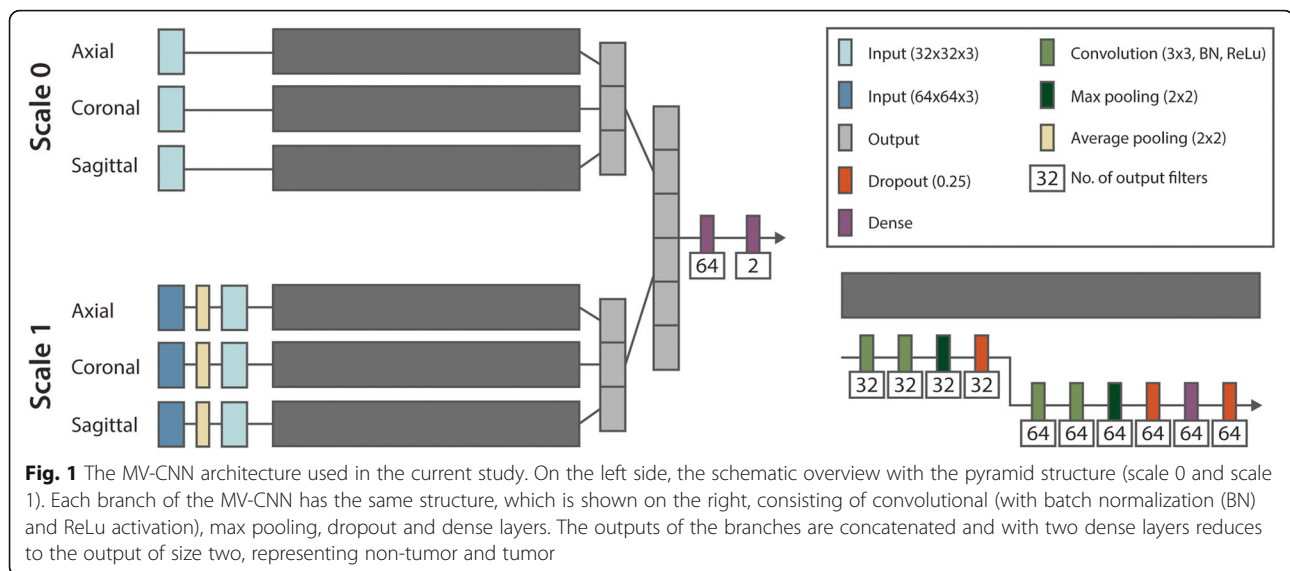 Scale 0
Axial
Coronal
Sagittal
Scale 1
Axial
Coronal
Sagittal
64 2
Input (32x32x3)
Input (64x64x3)
Output
Dropout (0.25)
Dense
Convolution (3x3, BN, ReLu)
Max pooling (2x2)
Average pooling (2x2)
32 No. of output filters
32 32 32 32
64 64 64 64 64 64
Fig. 1 The MV-CNN architecture used in the current study. On the left side, the schematic overview with the pyramid structure (scale 0 and scale
1). Each branch of the MV-CNN has the same structure, which is shown on the right, consisting of convolutional (with batch normalization (BN)
and ReLu activation), max pooling, dropout and dense layers. The outputs of the branches are concatenated and with two dense layers reduces
to the output of size two, representing non-tumor and tumor